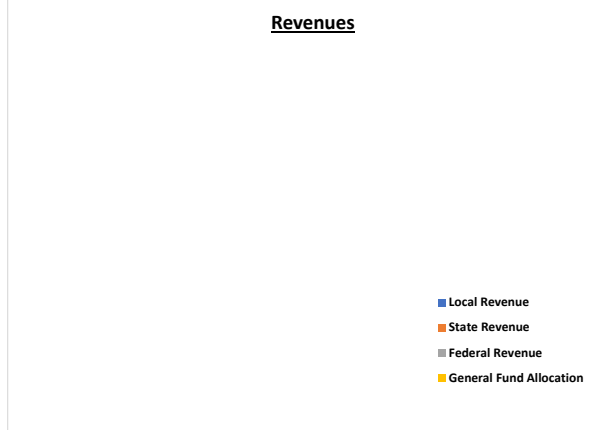 Revenues
Local Revenue
State Revenue
Federal Revenue
General Fund Allocation